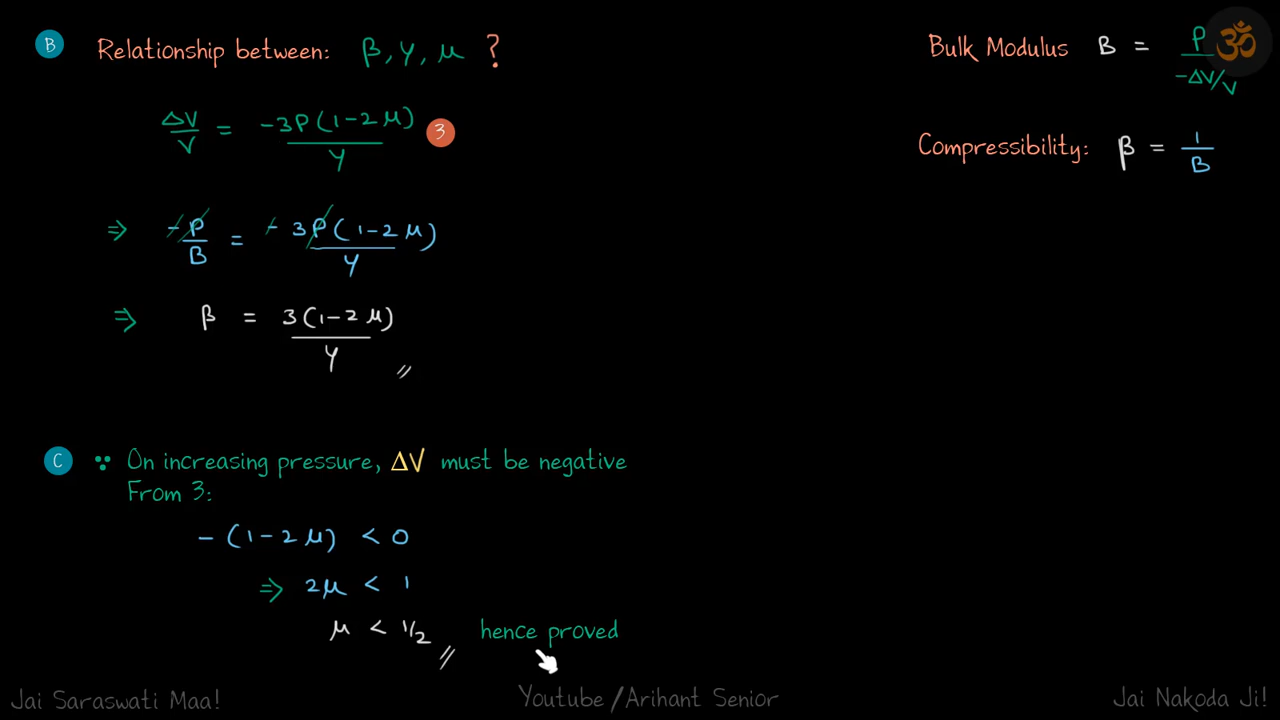 B Relationship between: β, Y, μ ?
Bulk Modulus B = P / -ΔV/V
ॐ
ΔV/V = -3P(1-2μ) / Y 3
Compressibility: β = 1/B
⇒ -P/B = - 3P(1-2μ) / Y
⇒ β = 3(1-2μ) / Y //
C ∵ On increasing pressure, ΔV must be negative
From 3:
- (1-2μ) < 0
⇒ 2μ < 1
μ < 1/2 // hence proved
Jai Saraswati Maa! Youtube /Arihant Senior Jai Nakoda Ji!